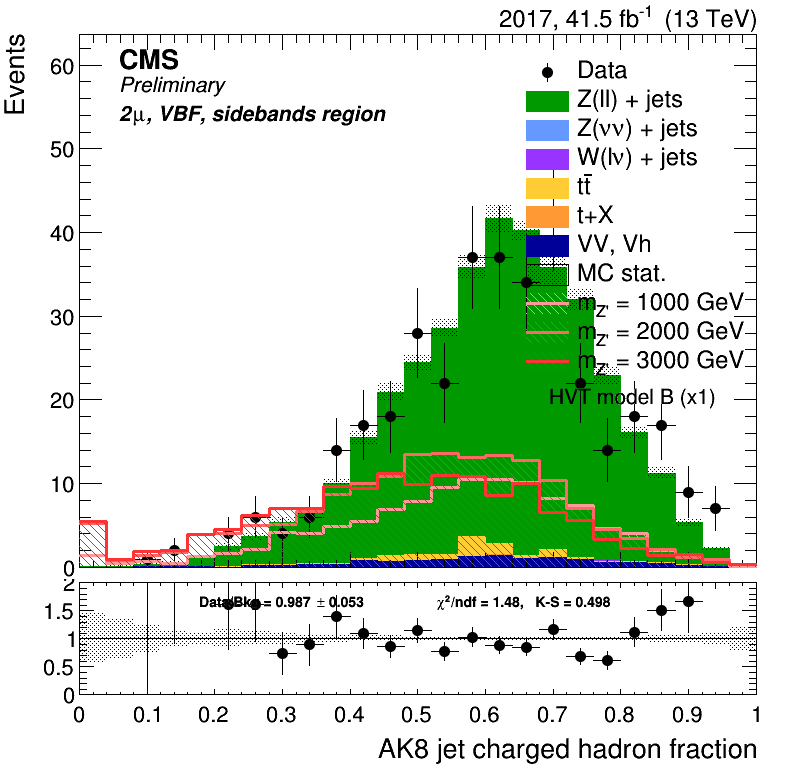 2017, 41.5 fb⁻¹ (13 TeV)
Events
CMS
Preliminary
2μ, VBF, sidebands region
Data
Z(ll) + jets
Z(νν) + jets
W(lν) + jets
tt̄
t+X
VV, Vh
MC stat.
m_Z' = 1000 GeV
m_Z' = 2000 GeV
m_Z' = 3000 GeV
HVT model B (x1)
60
50
40
30
20
10
0
2
1.5
1
0.5
0
Data/Bkg = 0.987 ± 0.053
χ²/ndf = 1.48, K-S = 0.498
0 0.1 0.2 0.3 0.4 0.5 0.6 0.7 0.8 0.9 1
AK8 jet charged hadron fraction